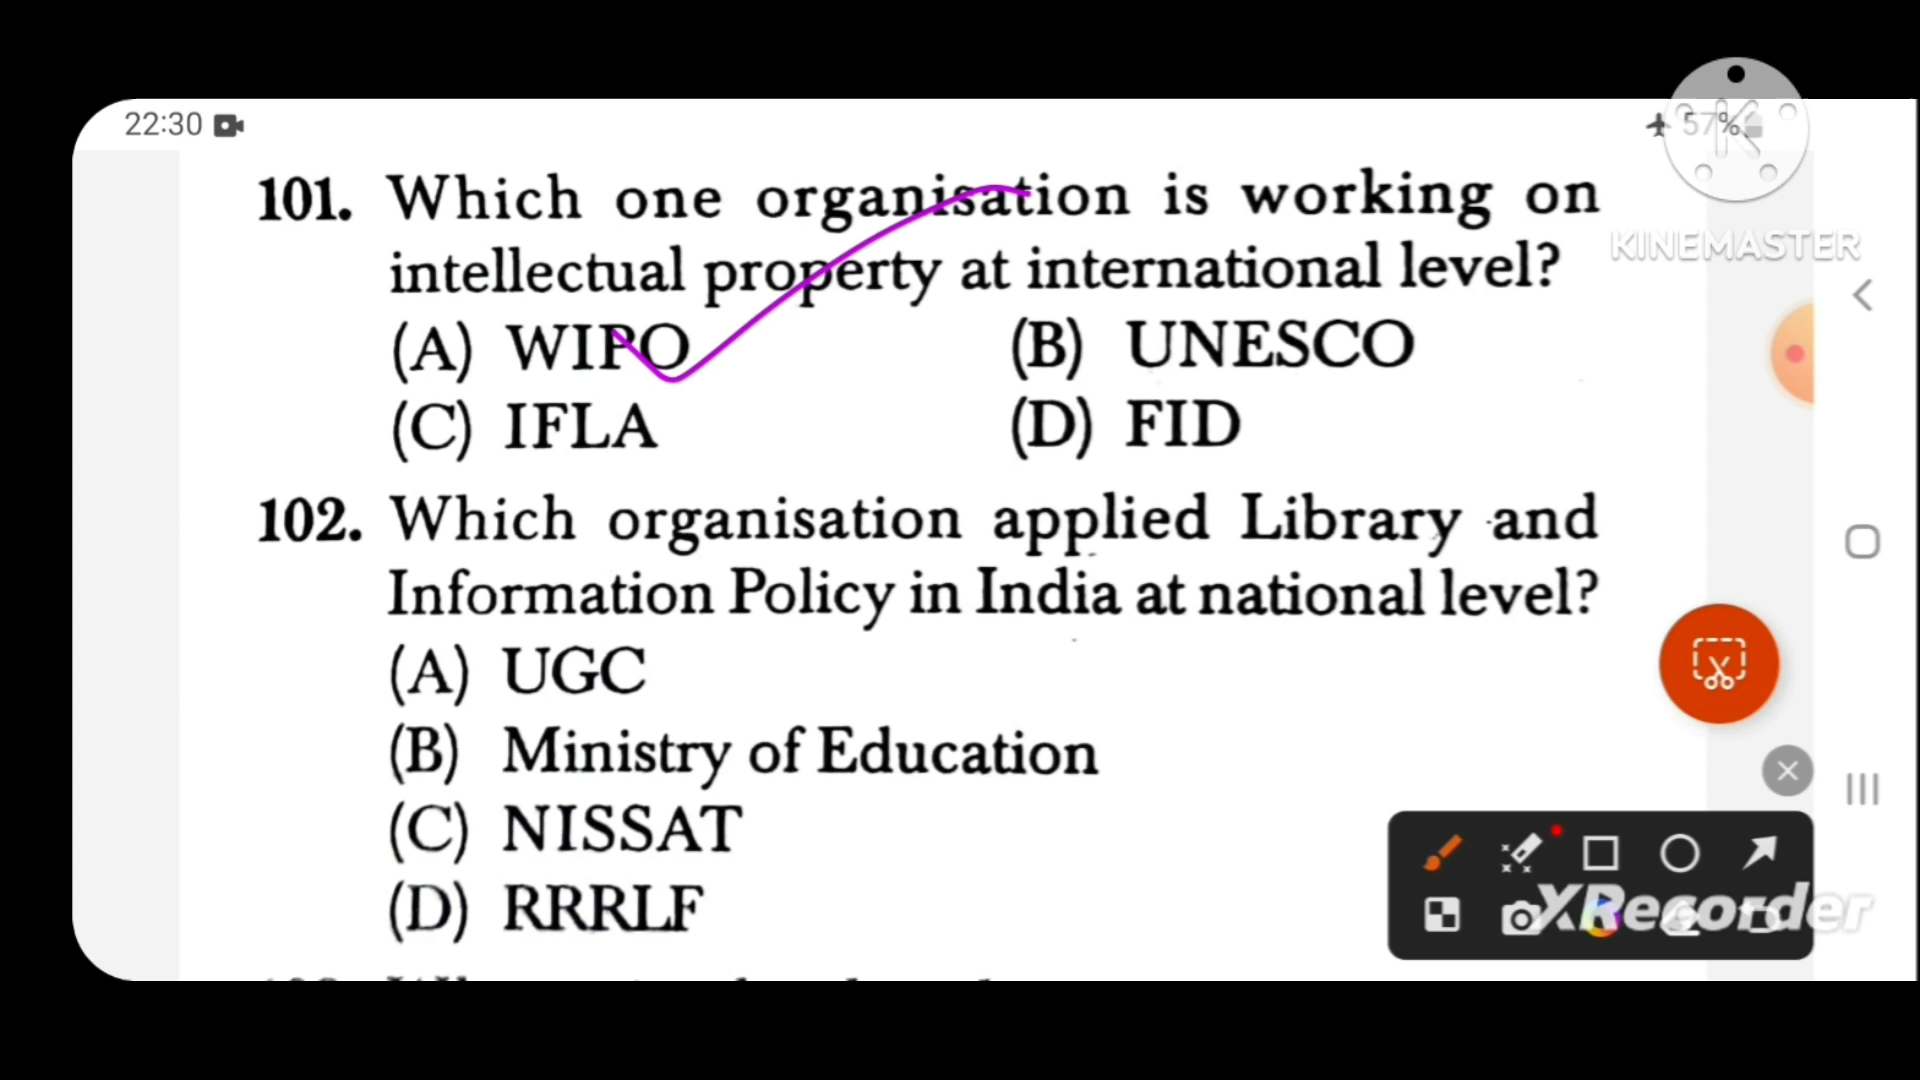 22:30
57%
KINEMASTER
101. Which one organisation is working on
intellectual property at international level?
(A) WIPO (B) UNESCO
(C) IFLA (D) FID
102. Which organisation applied Library and
Information Policy in India at national level?
(A) UGC
(B) Ministry of Education
(C) NISSAT
(D) RRRLF
XRecorder